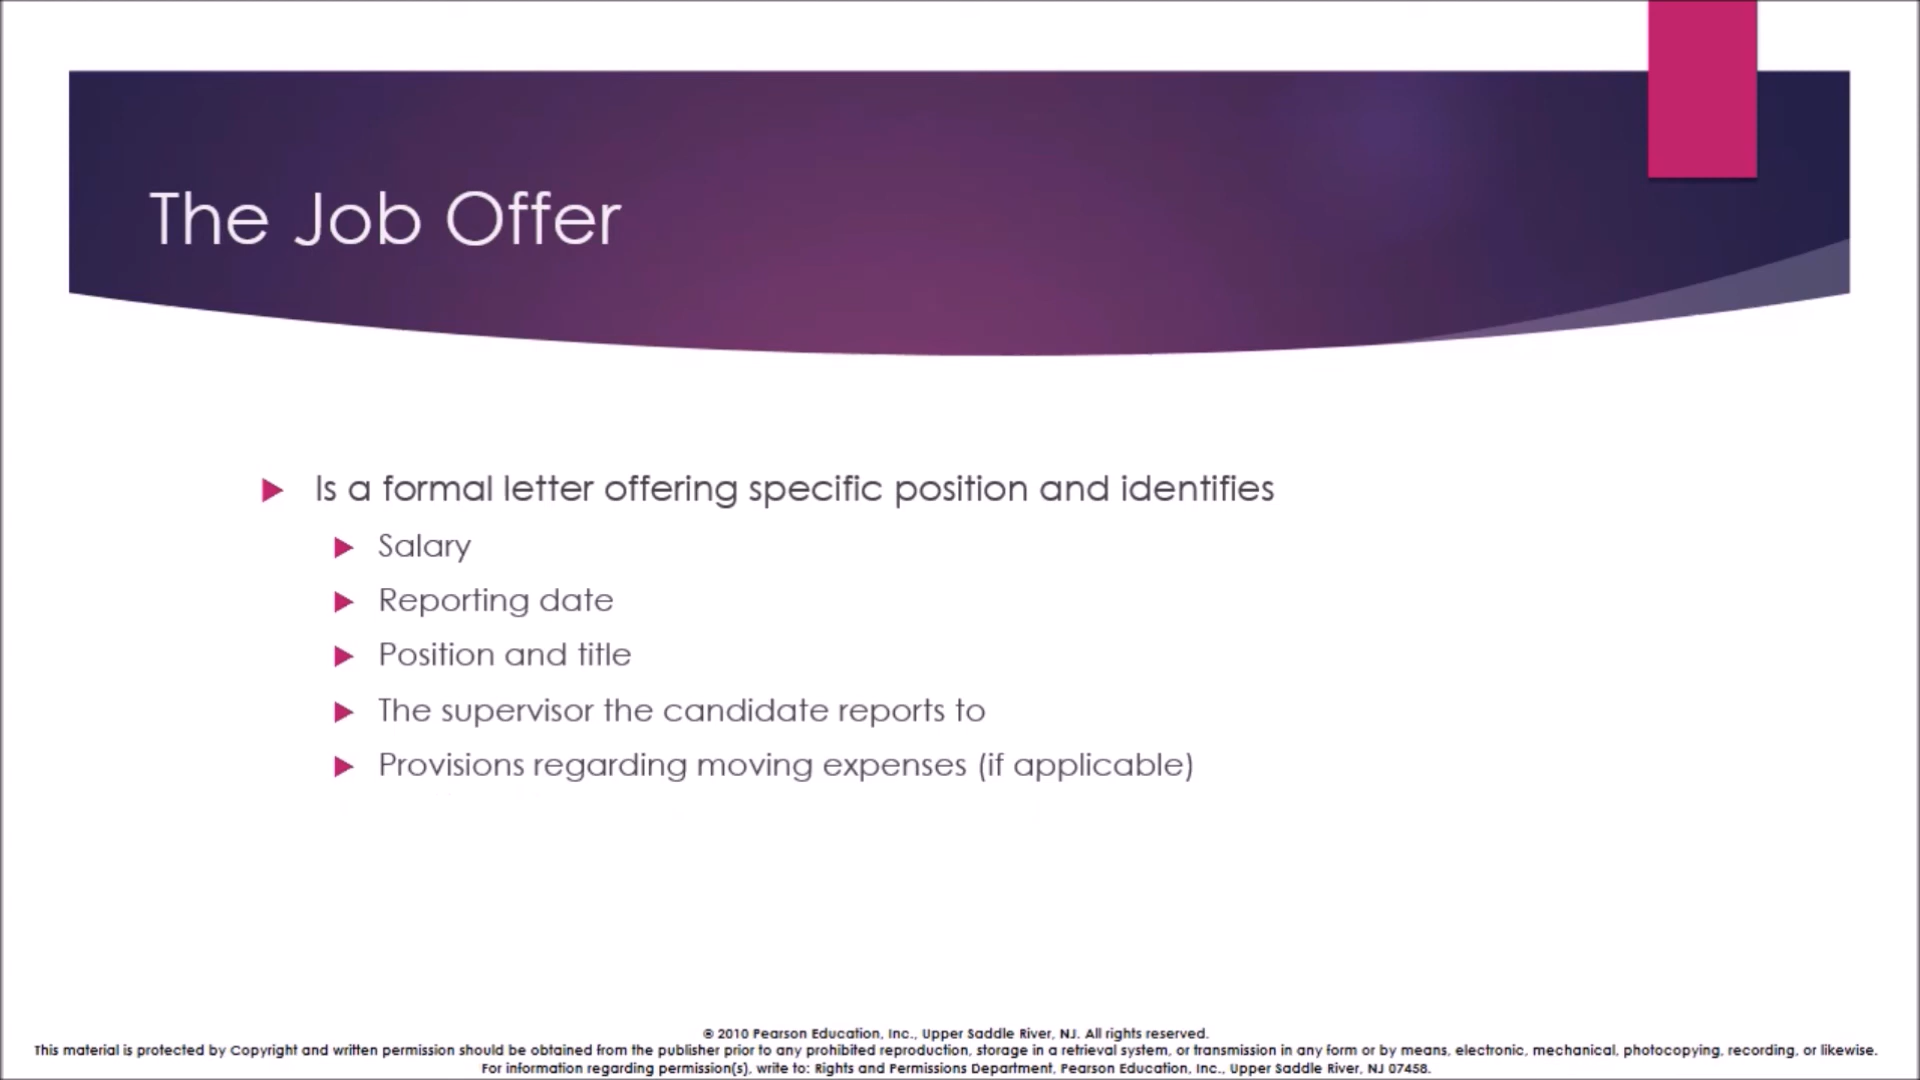 The Job Offer
Is a formal letter offering specific position and identifies
Salary
Reporting date
Position and title
The supervisor the candidate reports to
Provisions regarding moving expenses (if applicable)
© 2010 Pearson Education, Inc., Upper Saddle River, NJ. All rights reserved.
This material is protected by Copyright and written permission should be obtained from the publisher prior to any prohibited reproduction, storage in a retrieval system, or transmission in any form or by means, electronic, mechanical, photocopying, recording, or likewise.
For information regarding permission(s), write to: Rights and Permissions Department, Pearson Education, Inc., Upper Saddle River, NJ 07458.